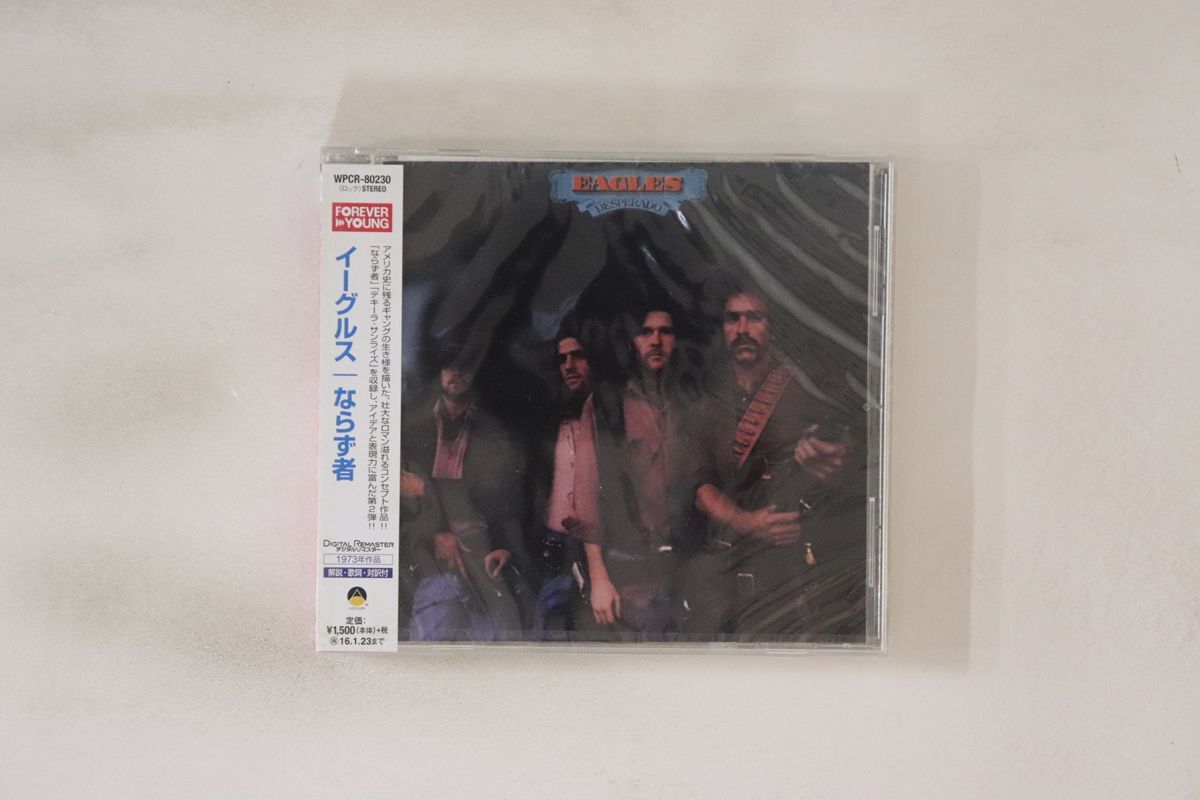 WPCR-80230
(ロック) STEREO
FOREVER
YOUNG
イーグルス｜ならず者
アメリカ史に残るギャングの生き様を描いた、壮大なロマン溢れるコンセプト作品!!
「ならず者」「テキーラ・サンライズ」を収録し、アイデアと表現力に富んだ第2弾!!
DIGITAL REMASTER
デジタルリマスター
1973年作品
解説・歌詞・対訳付
定価:
¥1,500(本体)+税
16.1.23まで
EAGLES
DESPERADO